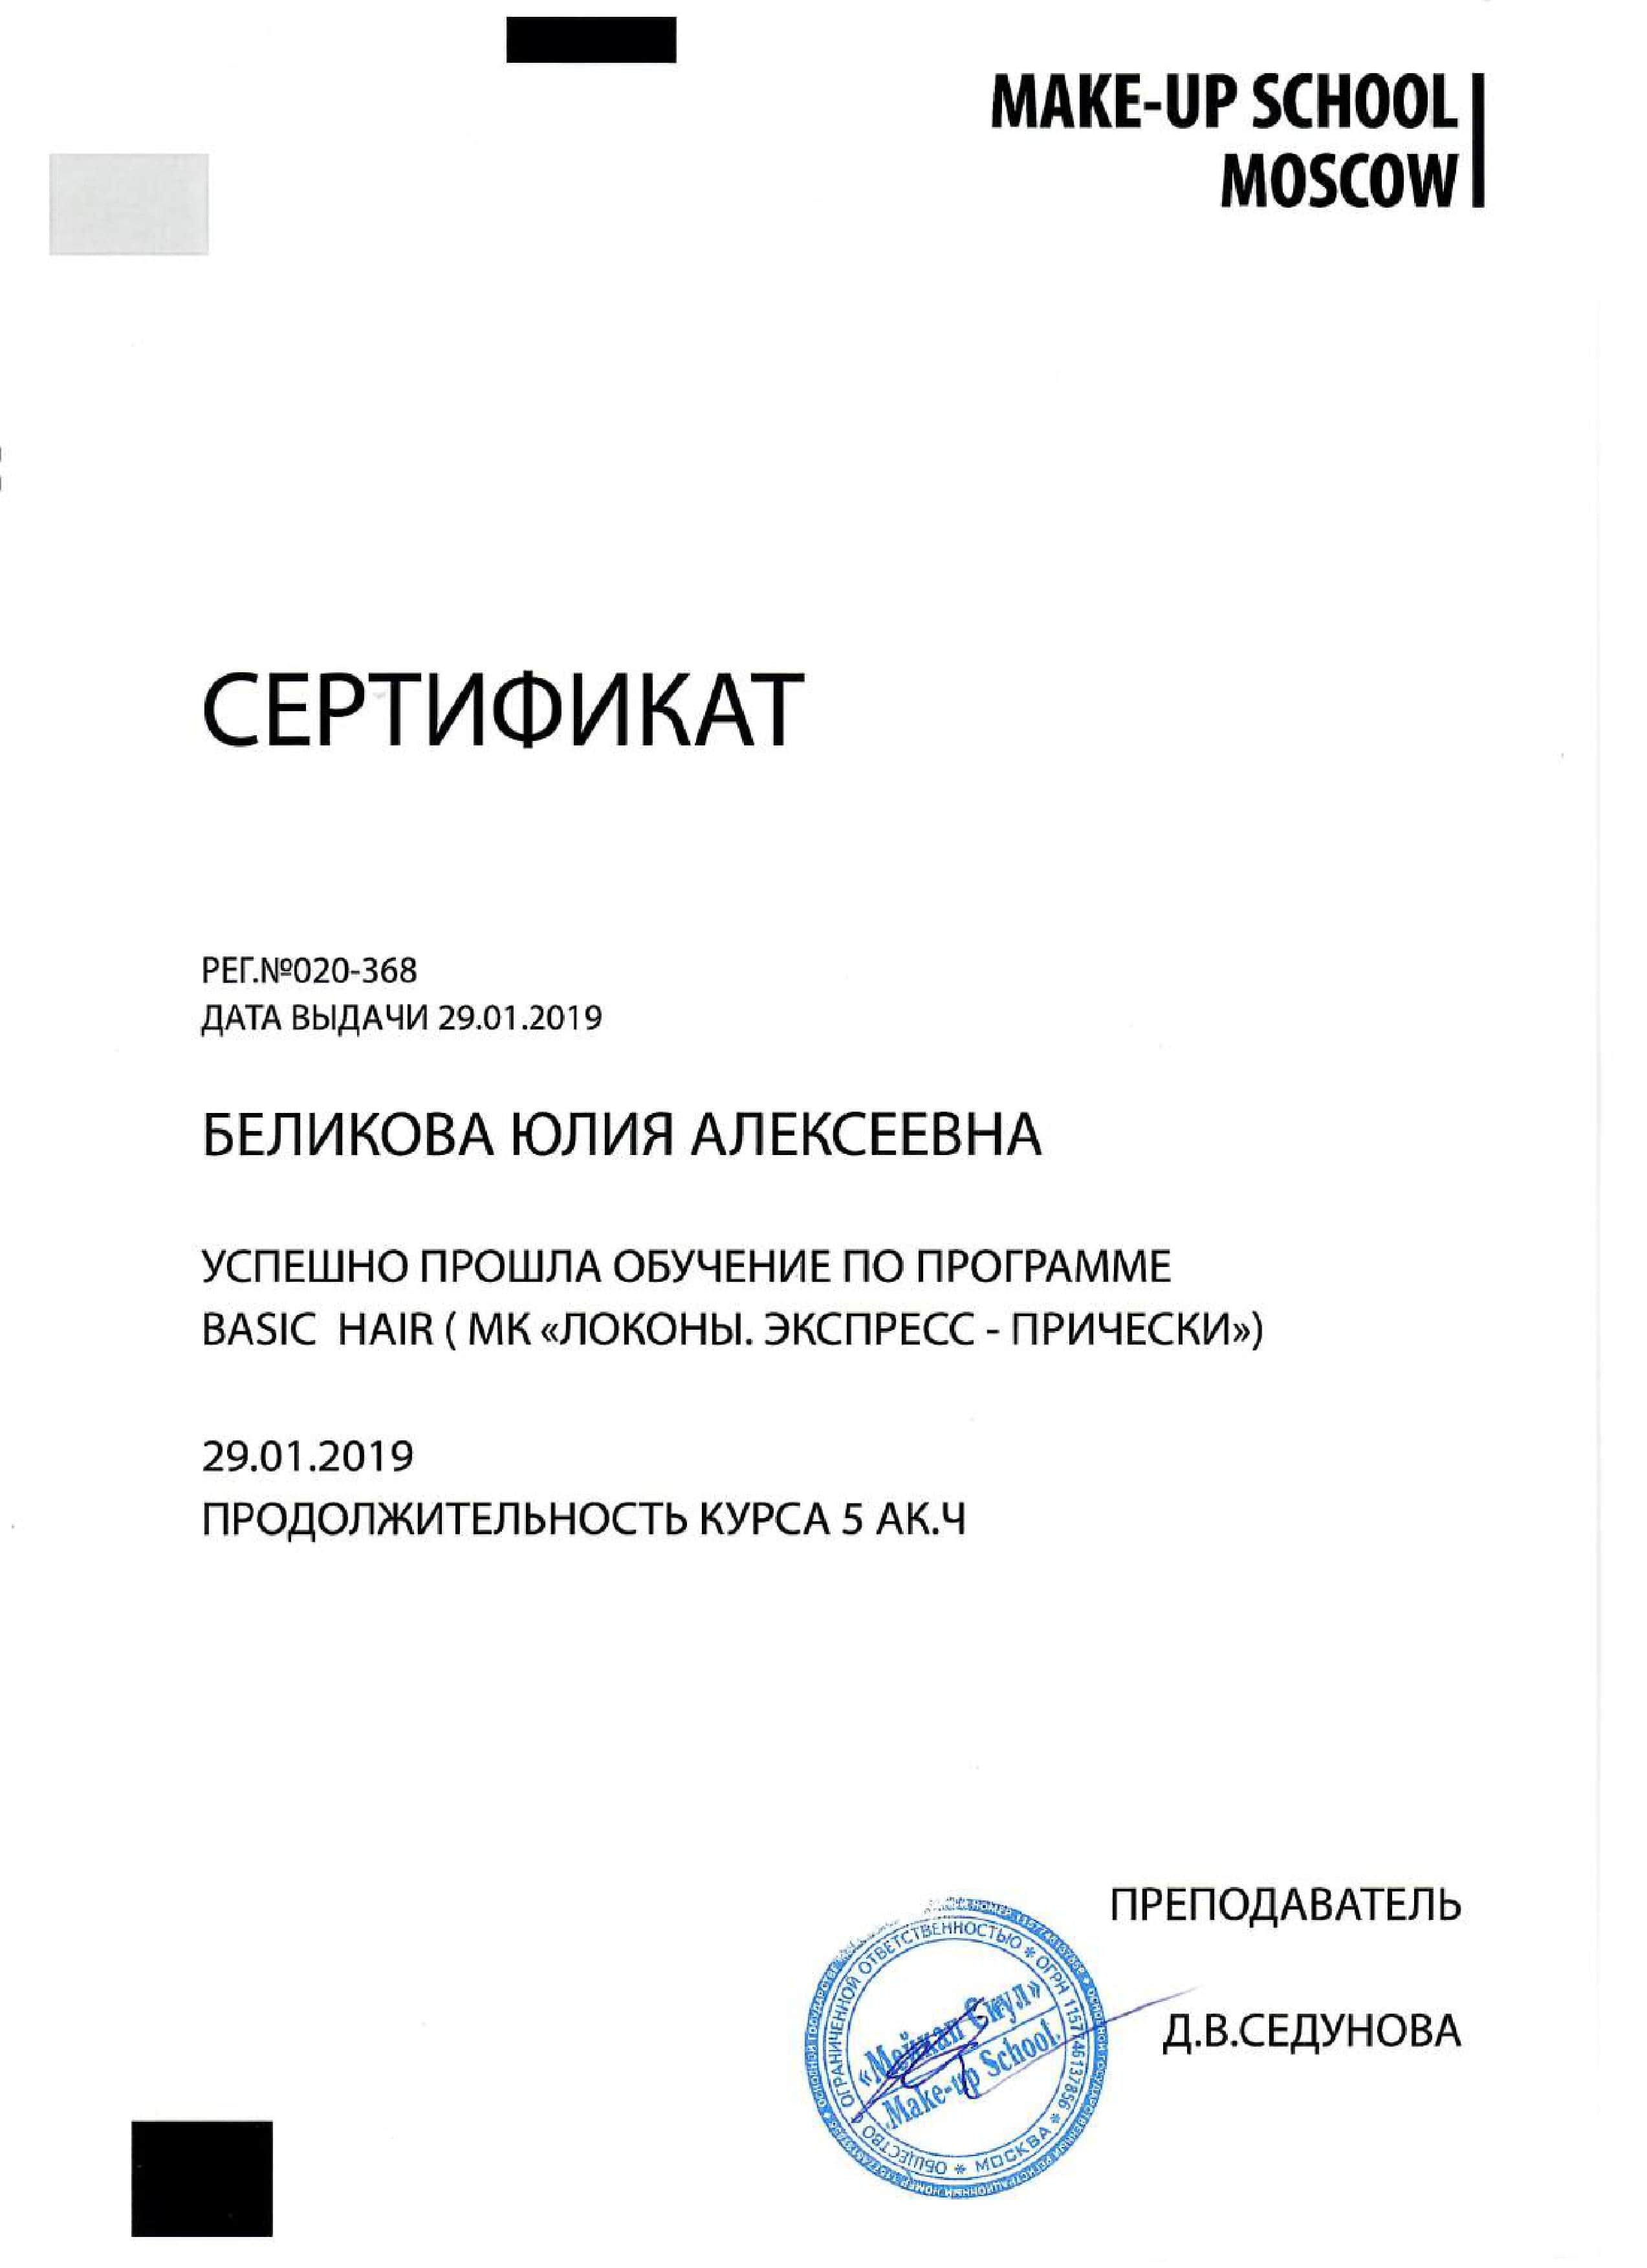 MAKE-UP SCHOOL
MOSCOW
СЕРТИФИКАТ
РЕГ.№020-368
ДАТА ВЫДАЧИ 29.01.2019
БЕЛИКОВА ЮЛИЯ АЛЕКСЕЕВНА
УСПЕШНО ПРОШЛА ОБУЧЕНИЕ ПО ПРОГРАММЕ
BASIC HAIR ( МК «ЛОКОНЫ. ЭКСПРЕСС - ПРИЧЕСКИ»)
29.01.2019
ПРОДОЛЖИТЕЛЬНОСТЬ КУРСА 5 АК.Ч
ПРЕПОДАВАТЕЛЬ
Д.В.СЕДУНОВА
ОБЩЕСТВО С ОГРАНИЧЕННОЙ ОТВЕТСТВЕННОСТЬЮ * ОГРН 1157746137856 * МОСКВА *
«Мейкап Скул»
Make-up School.